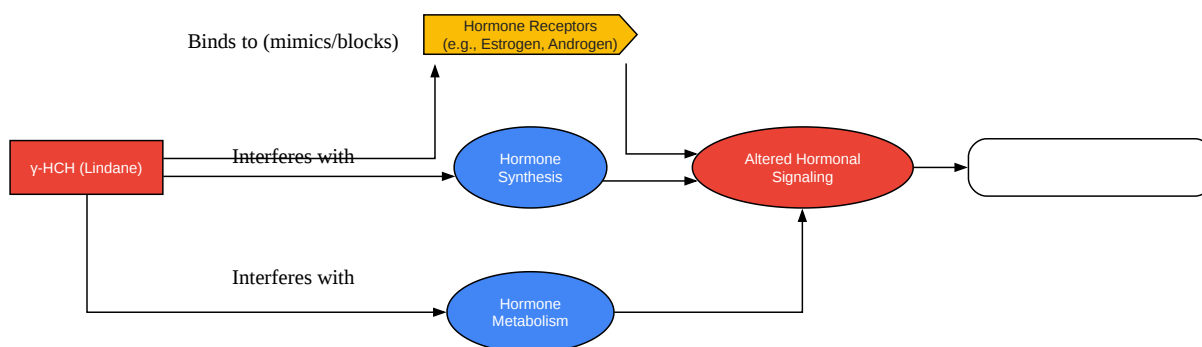 Hormone Receptors
(e.g., Estrogen, Androgen)
Binds to (mimics/blocks)
γ-HCH (Lindane)
Interferes with
Hormone
Synthesis
Altered Hormonal
Signaling
Interferes with
Hormone
Metabolism